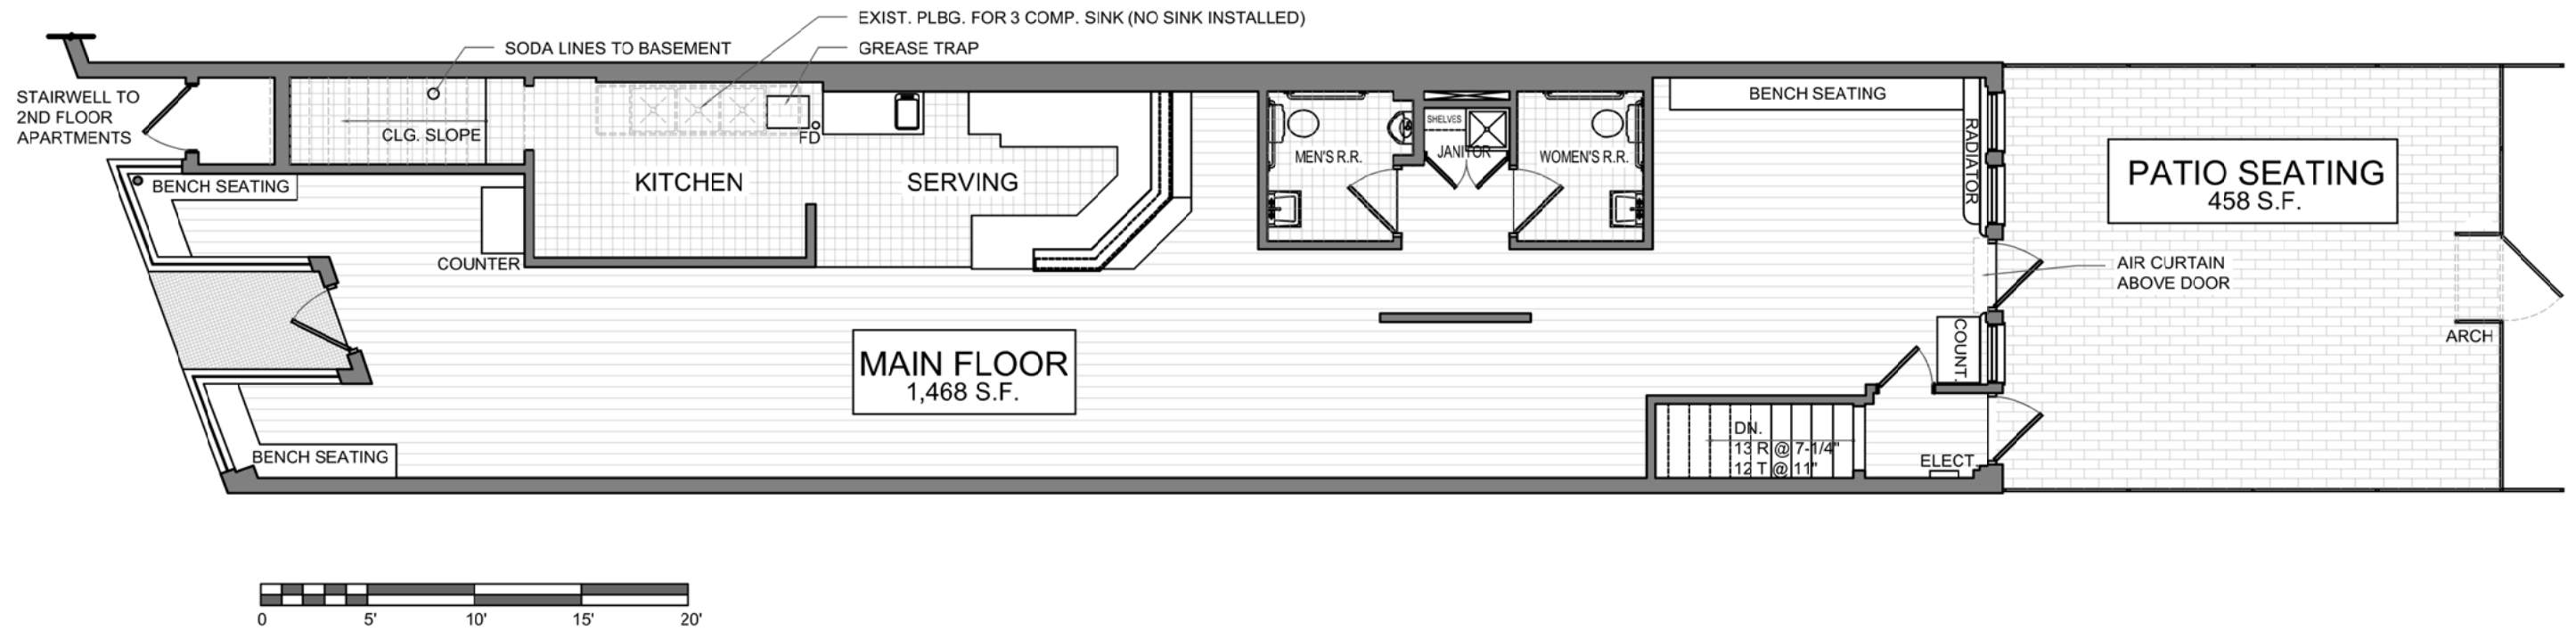 EXIST. PLBG. FOR 3 COMP. SINK (NO SINK INSTALLED)
SODA LINES TO BASEMENT
GREASE TRAP
STAIRWELL TO
2ND FLOOR
APARTMENTS
CLG. SLOPE
FD
BENCH SEATING
KITCHEN
SERVING
COUNTER
MEN'S R.R.
SHELVES
JANITOR
WOMEN'S R.R.
BENCH SEATING
RADIATOR
PATIO SEATING
458 S.F.
AIR CURTAIN
ABOVE DOOR
ARCH
COUNT.
MAIN FLOOR
1,468 S.F.
BENCH SEATING
DN.
13 R @ 7-1/4"
12 T @ 11"
ELECT.
0 5' 10' 15' 20'